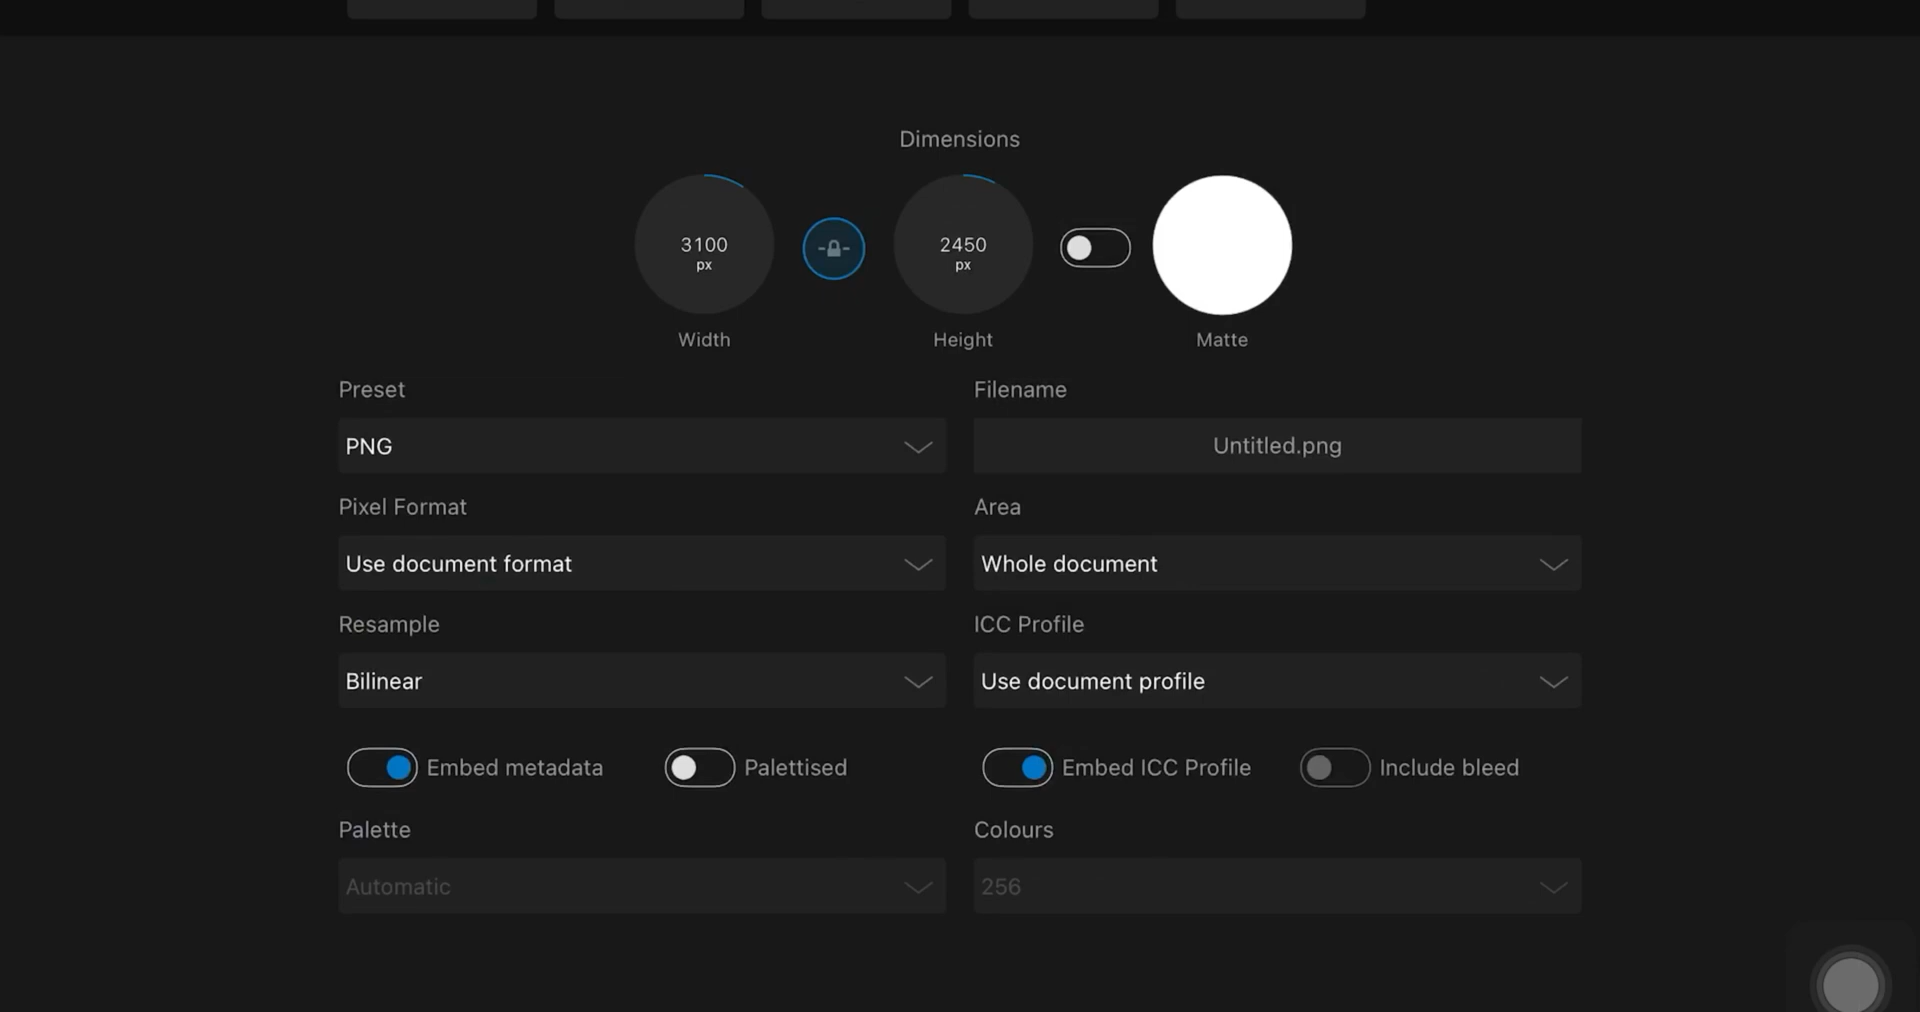 Dimensions
3100 px
2450 px
Width
Height
Matte
Preset
Filename
PNG
Untitled.png
Pixel Format
Area
Use document format
Whole document
Resample
ICC Profile
Bilinear
Use document profile
Embed metadata
Palettised
Embed ICC Profile
Include bleed
Palette
Colours
Automatic
256